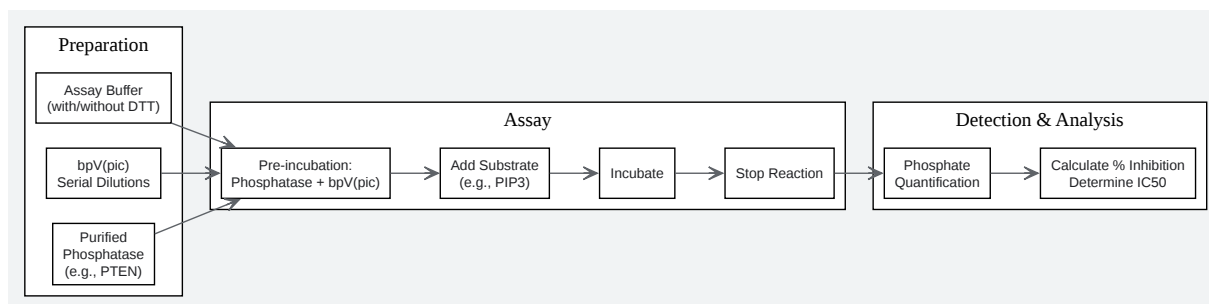 Preparation
Assay Buffer
(with/without DTT)
bpV(pic)
Serial Dilutions
Purified
Phosphatase
(e.g., PTEN)
Assay
Pre-incubation:
Phosphatase + bpV(pic)
Add Substrate
(e.g., PIP3)
Incubate
Stop Reaction
Detection & Analysis
Phosphate
Quantification
Calculate % Inhibition
Determine IC50